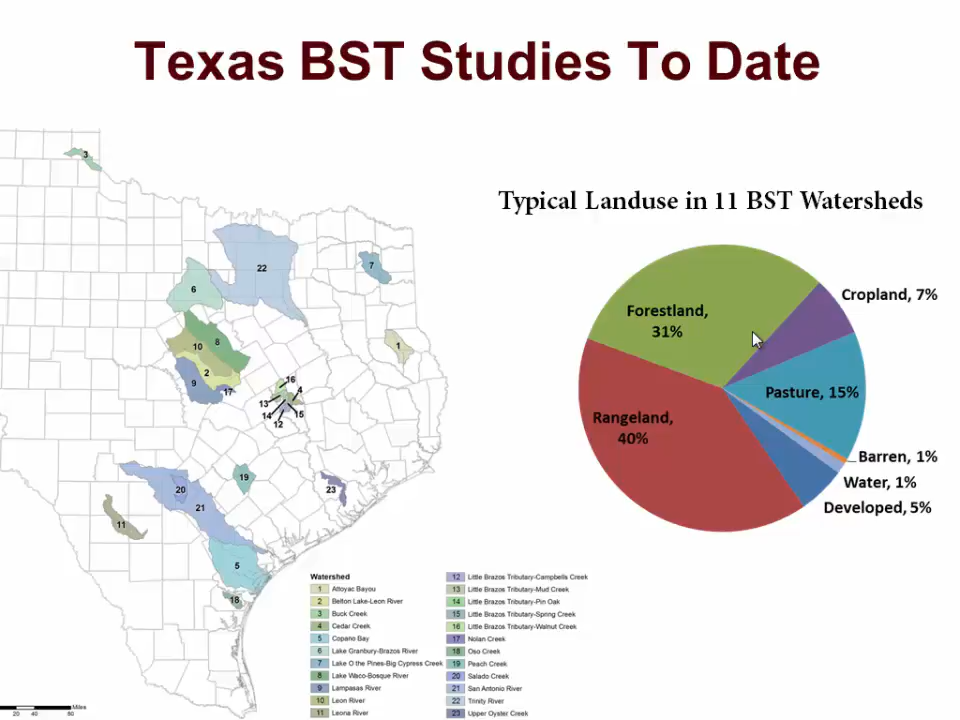 Texas BST Studies To Date
Typical Landuse in 11 BST Watersheds
3
22
7
6
10
8
1
2
9
17
16
4
13
14
15
12
19
20
21
23
11
5
18
Forestland,
31%
Cropland, 7%
Pasture, 15%
Rangeland,
40%
Barren, 1%
Water, 1%
Developed, 5%
Watershed
1 Attoyac Bayou
2 Belton Lake-Leon River
3 Buck Creek
4 Cedar Creek
5 Copano Bay
6 Lake Granbury-Brazos River
7 Lake O the Pines-Big Cypress Creek
8 Lake Waco-Bosque River
9 Lampasas River
10 Leon River
11 Leona River
12 Little Brazos Tributary-Campbells Creek
13 Little Brazos Tributary-Mud Creek
14 Little Brazos Tributary-Pin Oak
15 Little Brazos Tributary-Spring Creek
16 Little Brazos Tributary-Walnut Creek
17 Nolan Creek
18 Oso Creek
19 Peach Creek
20 Salado Creek
21 San Antonio River
22 Trinity River
23 Upper Oyster Creek
Miles
20 40 80